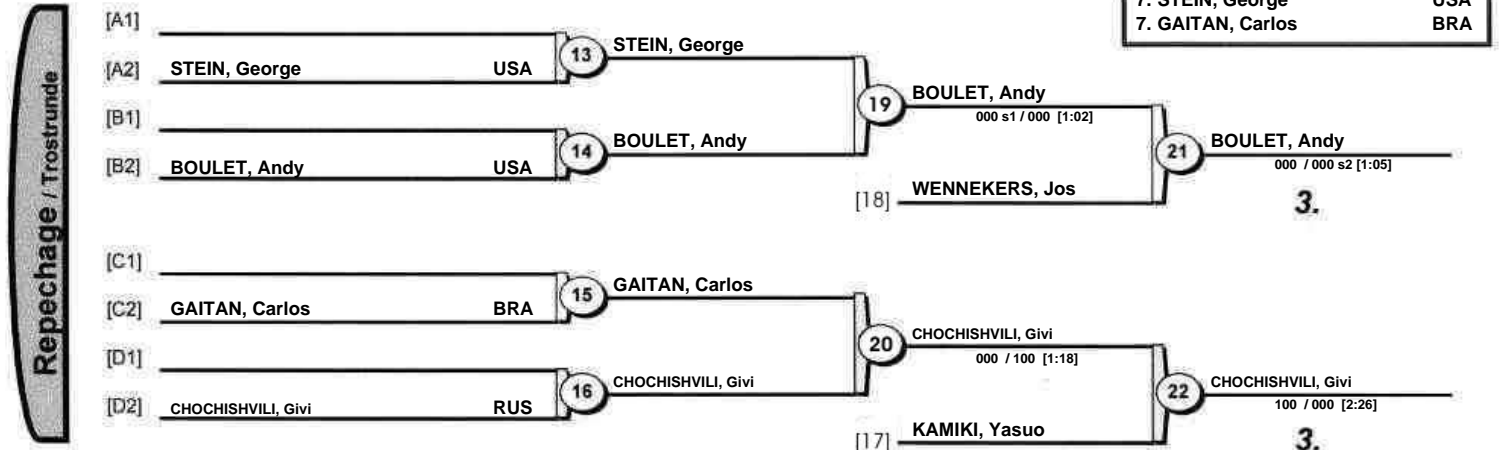 7. STEIN, George USA
7. GAITAN, Carlos BRA
Repechage / Trostrunde
[A1]
[A2] STEIN, George USA
13
STEIN, George
[B1]
[B2] BOULET, Andy USA
14
BOULET, Andy
19
BOULET, Andy
000 s1 / 000 [1:02]
[18] WENNEKERS, Jos
21
BOULET, Andy
000 / 000 s2 [1:05]
3.
[C1]
[C2] GAITAN, Carlos BRA
15
GAITAN, Carlos
[D1]
[D2] CHOCHISHVILI, Givi RUS
16
CHOCHISHVILI, Givi
20
CHOCHISHVILI, Givi
000 / 100 [1:18]
[17] KAMIKI, Yasuo
22
CHOCHISHVILI, Givi
100 / 000 [2:26]
3.